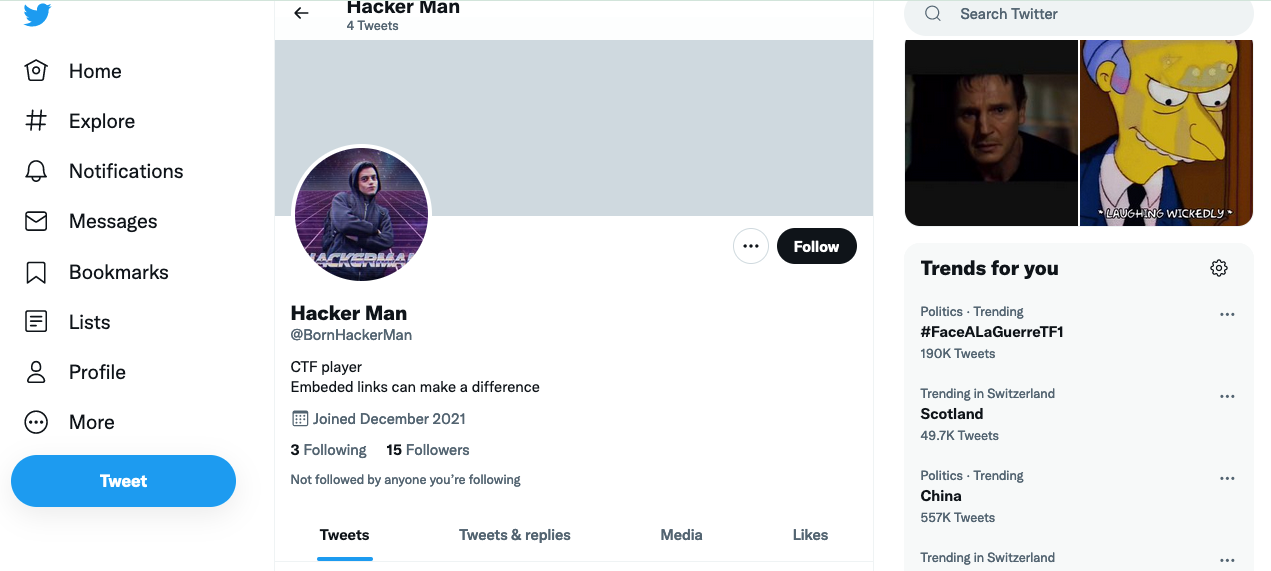 Hacker Man
4 Tweets
Search Twitter
Home
Explore
Notifications
Messages
Bookmarks
Lists
Profile
More
Tweet
HACKERMAN
Follow
Hacker Man
@BornHackerMan
CTF player
Embeded links can make a difference
Joined December 2021
3 Following 15 Followers
Not followed by anyone you’re following
Tweets Tweets & replies Media Likes
*LAUGHING WICKEDLY*
Trends for you
Politics · Trending
#FaceALaGuerreTF1
190K Tweets
Trending in Switzerland
Scotland
49.7K Tweets
Politics · Trending
China
557K Tweets
Trending in Switzerland